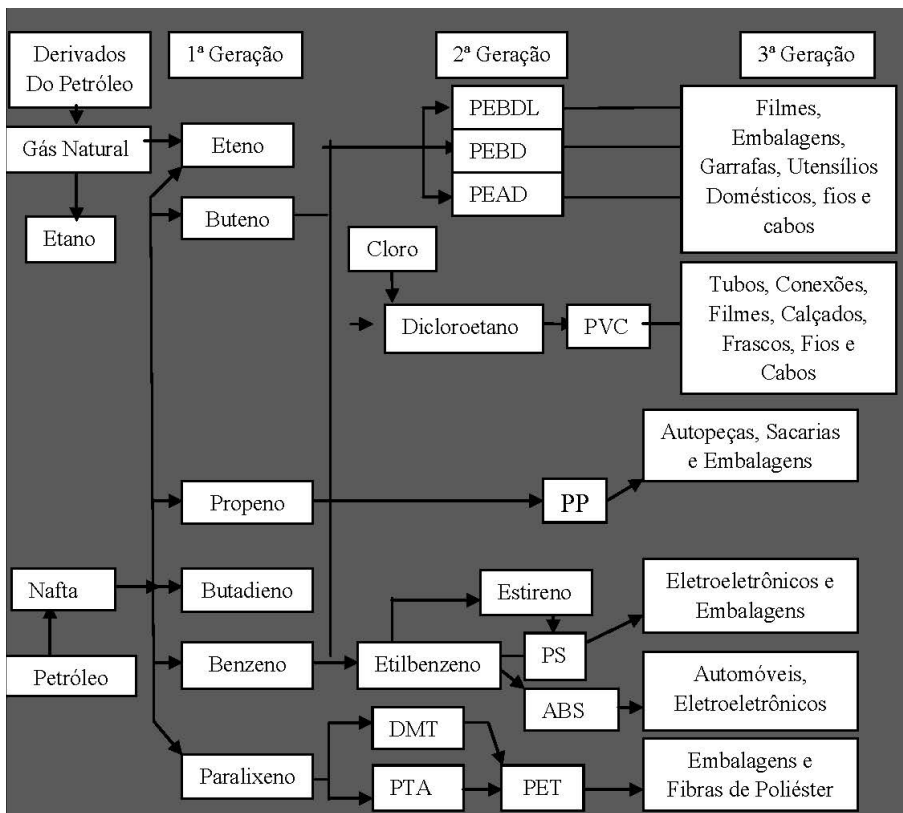 Derivados
Do Petróleo
1ª Geração
2ª Geração
3ª Geração
Gás Natural
Etano
Eteno
Buteno
PEBDL
PEBD
PEAD
Filmes,
Embalagens,
Garrafas, Utensílios
Domésticos, fios e
cabos
Cloro
Dicloroetano
PVC
Tubos, Conexões,
Filmes, Calçados,
Frascos, Fios e
Cabos
Propeno
PP
Autopeças, Sacarias
e Embalagens
Nafta
Petróleo
Butadieno
Benzeno
Etilbenzeno
Estireno
PS
Eletroeletrônicos e
Embalagens
ABS
Automóveis,
Eletroeletrônicos
Paralixeno
DMT
PTA
PET
Embalagens e
Fibras de Poliéster